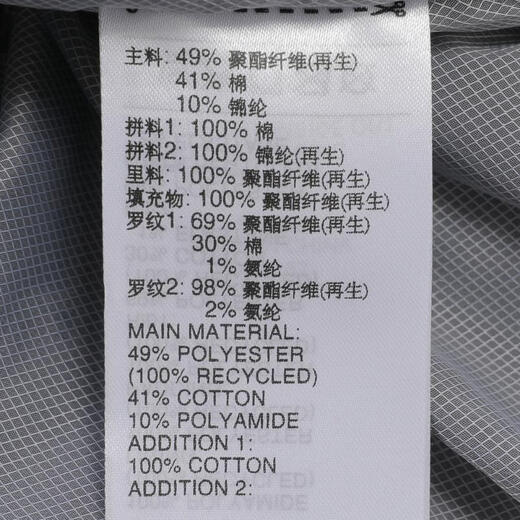 主料: 49% 聚酯纤维(再生)
41% 棉
10% 锦纶
拼料1: 100% 棉
拼料2: 100% 锦纶(再生)
里料: 100% 聚酯纤维(再生)
填充物: 100% 聚酯纤维(再生)
罗纹1: 69% 聚酯纤维(再生)
30% 棉
1% 氨纶
罗纹2: 98% 聚酯纤维(再生)
2% 氨纶
MAIN MATERIAL:
49% POLYESTER
(100% RECYCLED)
41% COTTON
10% POLYAMIDE
ADDITION 1:
100% COTTON
ADDITION 2: